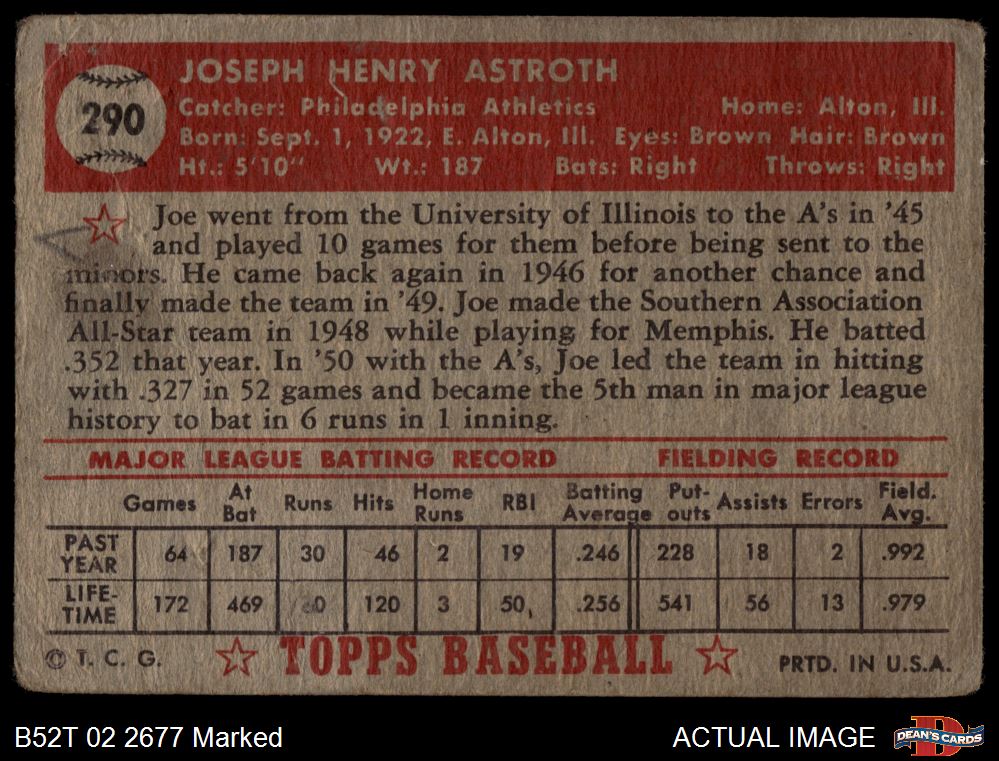 JOSEPH HENRY ASTROTH
290
Catcher: Philadelphia Athletics Home: Alton, Ill.
Born: Sept. 1, 1922, E. Alton, Ill. Eyes: Brown Hair: Brown
Ht.: 5'10" Wt.: 187 Bats: Right Throws: Right
Joe went from the University of Illinois to the A's in '45
and played 10 games for them before being sent to the
minors. He came back again in 1946 for another chance and
finally made the team in '49. Joe made the Southern Association
All-Star team in 1948 while playing for Memphis. He batted
.352 that year. In '50 with the A's, Joe led the team in hitting
with .327 in 52 games and became the 5th man in major league
history to bat in 6 runs in 1 inning.
MAJOR LEAGUE BATTING RECORD FIELDING RECORD
Games At Bat Runs Hits Home Runs RBI Batting Average Put-outs Assists Errors Field. Avg.
PAST YEAR 64 187 30 46 2 19 .246 228 18 2 .992
LIFE-TIME 172 469 120 3 50 .256 541 56 13 .979
© T. C. G. TOPPS BASEBALL PRTD. IN U.S.A.
B52T 02 2677 Marked ACTUAL IMAGE DEAN'S CARDS